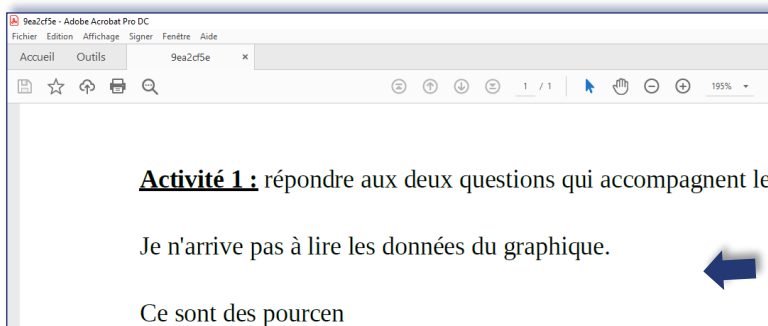 9ea2cf5e - Adobe Acrobat Pro DC
Fichier Edition Affichage Signer Fenêtre Aide
Accueil Outils 9ea2cf5e ×
1 / 1 195%
Activité 1 : répondre aux deux questions qui accompagnent le
Je n'arrive pas à lire les données du graphique.
Ce sont des pourcen